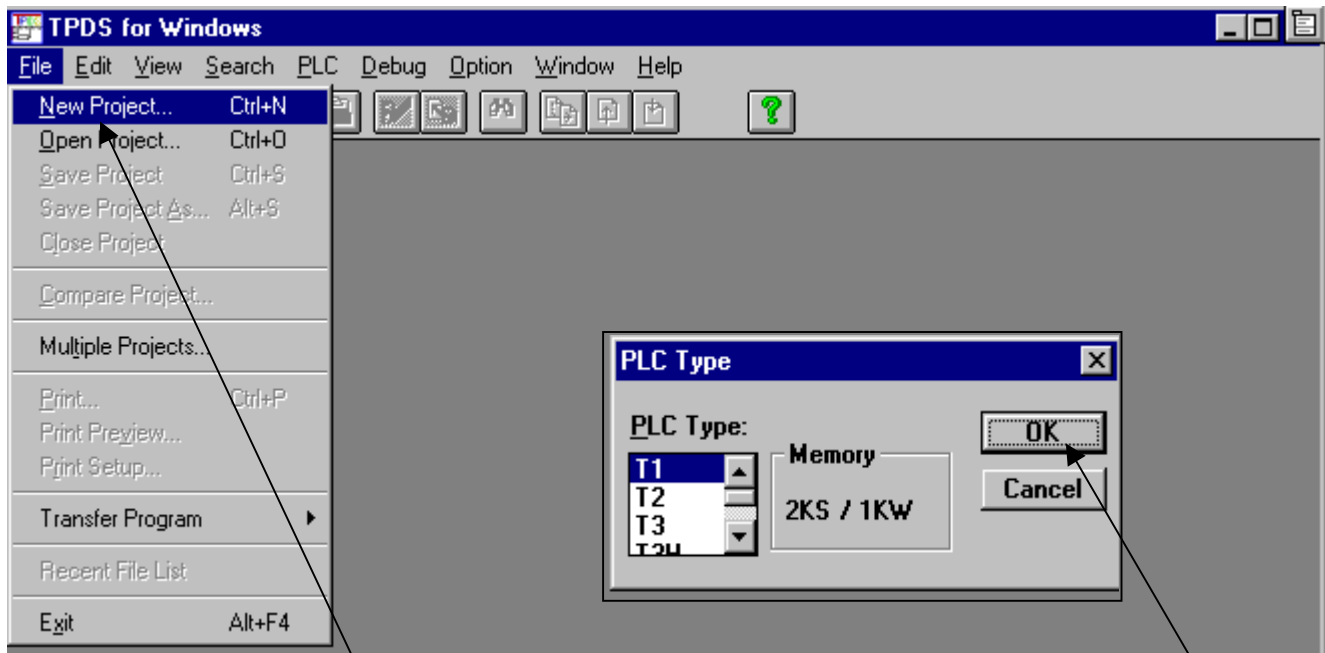 TPDS for Windows
File Edit View Search PLC Debug Option Window Help
New Project... Ctrl+N
Open Project... Ctrl+O
Save Project Ctrl+S
Save Project As... Alt+S
Close Project
Compare Project...
Multiple Projects...
Print... Ctrl+P
Print Preview...
Print Setup...
Transfer Program
Recent File List
Exit Alt+F4
PLC Type
PLC Type:
T1
T2
T3
Memory
2KS / 1KW
OK
Cancel